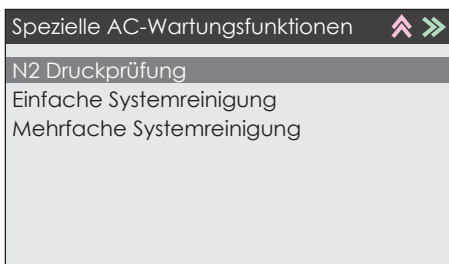 Spezielle AC-Wartungsfunktionen
N2 Druckprüfung
Einfache Systemreinigung
Mehrfache Systemreinigung